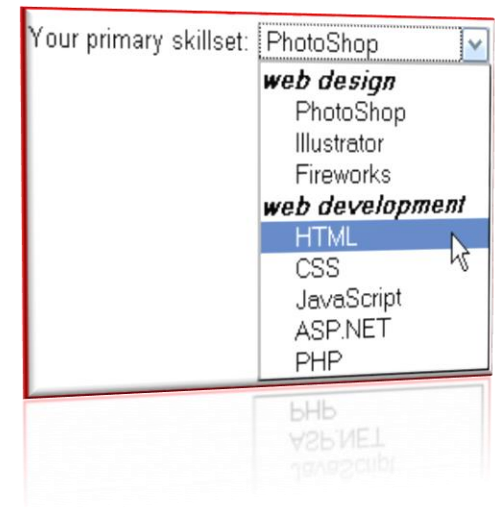 Your primary skillset: PhotoShop
web design
PhotoShop
Illustrator
Fireworks
web development
HTML
CSS
JavaScript
ASP.NET
PHP